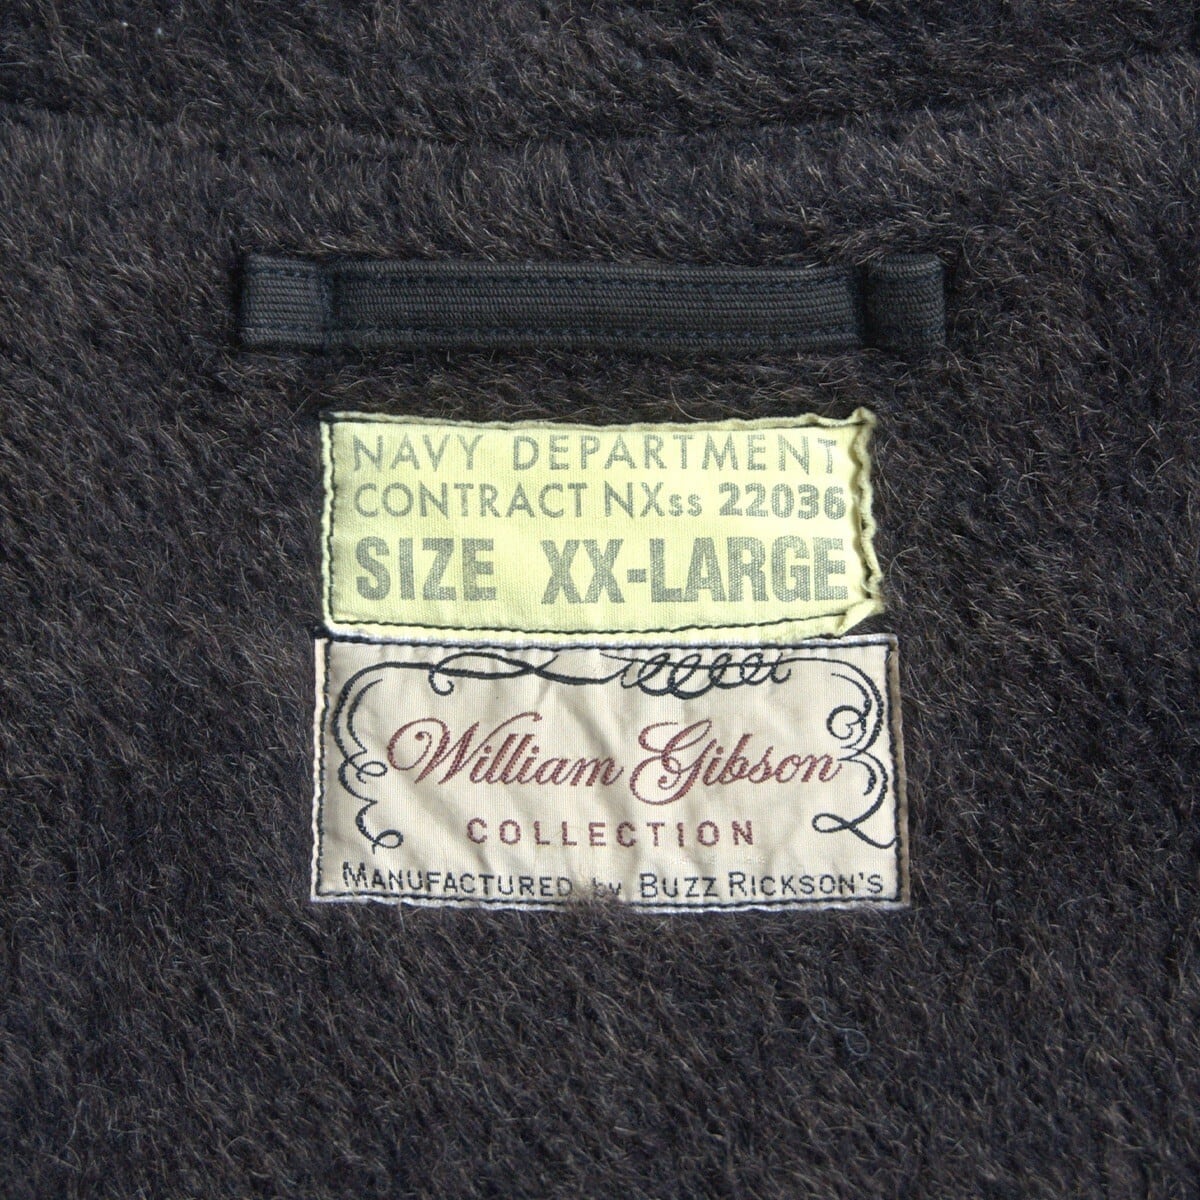 NAVY DEPARTMENT
CONTRACT NXss 22036
SIZE XX-LARGE
William Gibson
COLLECTION
MANUFACTURED by BUZZ RICKSON'S